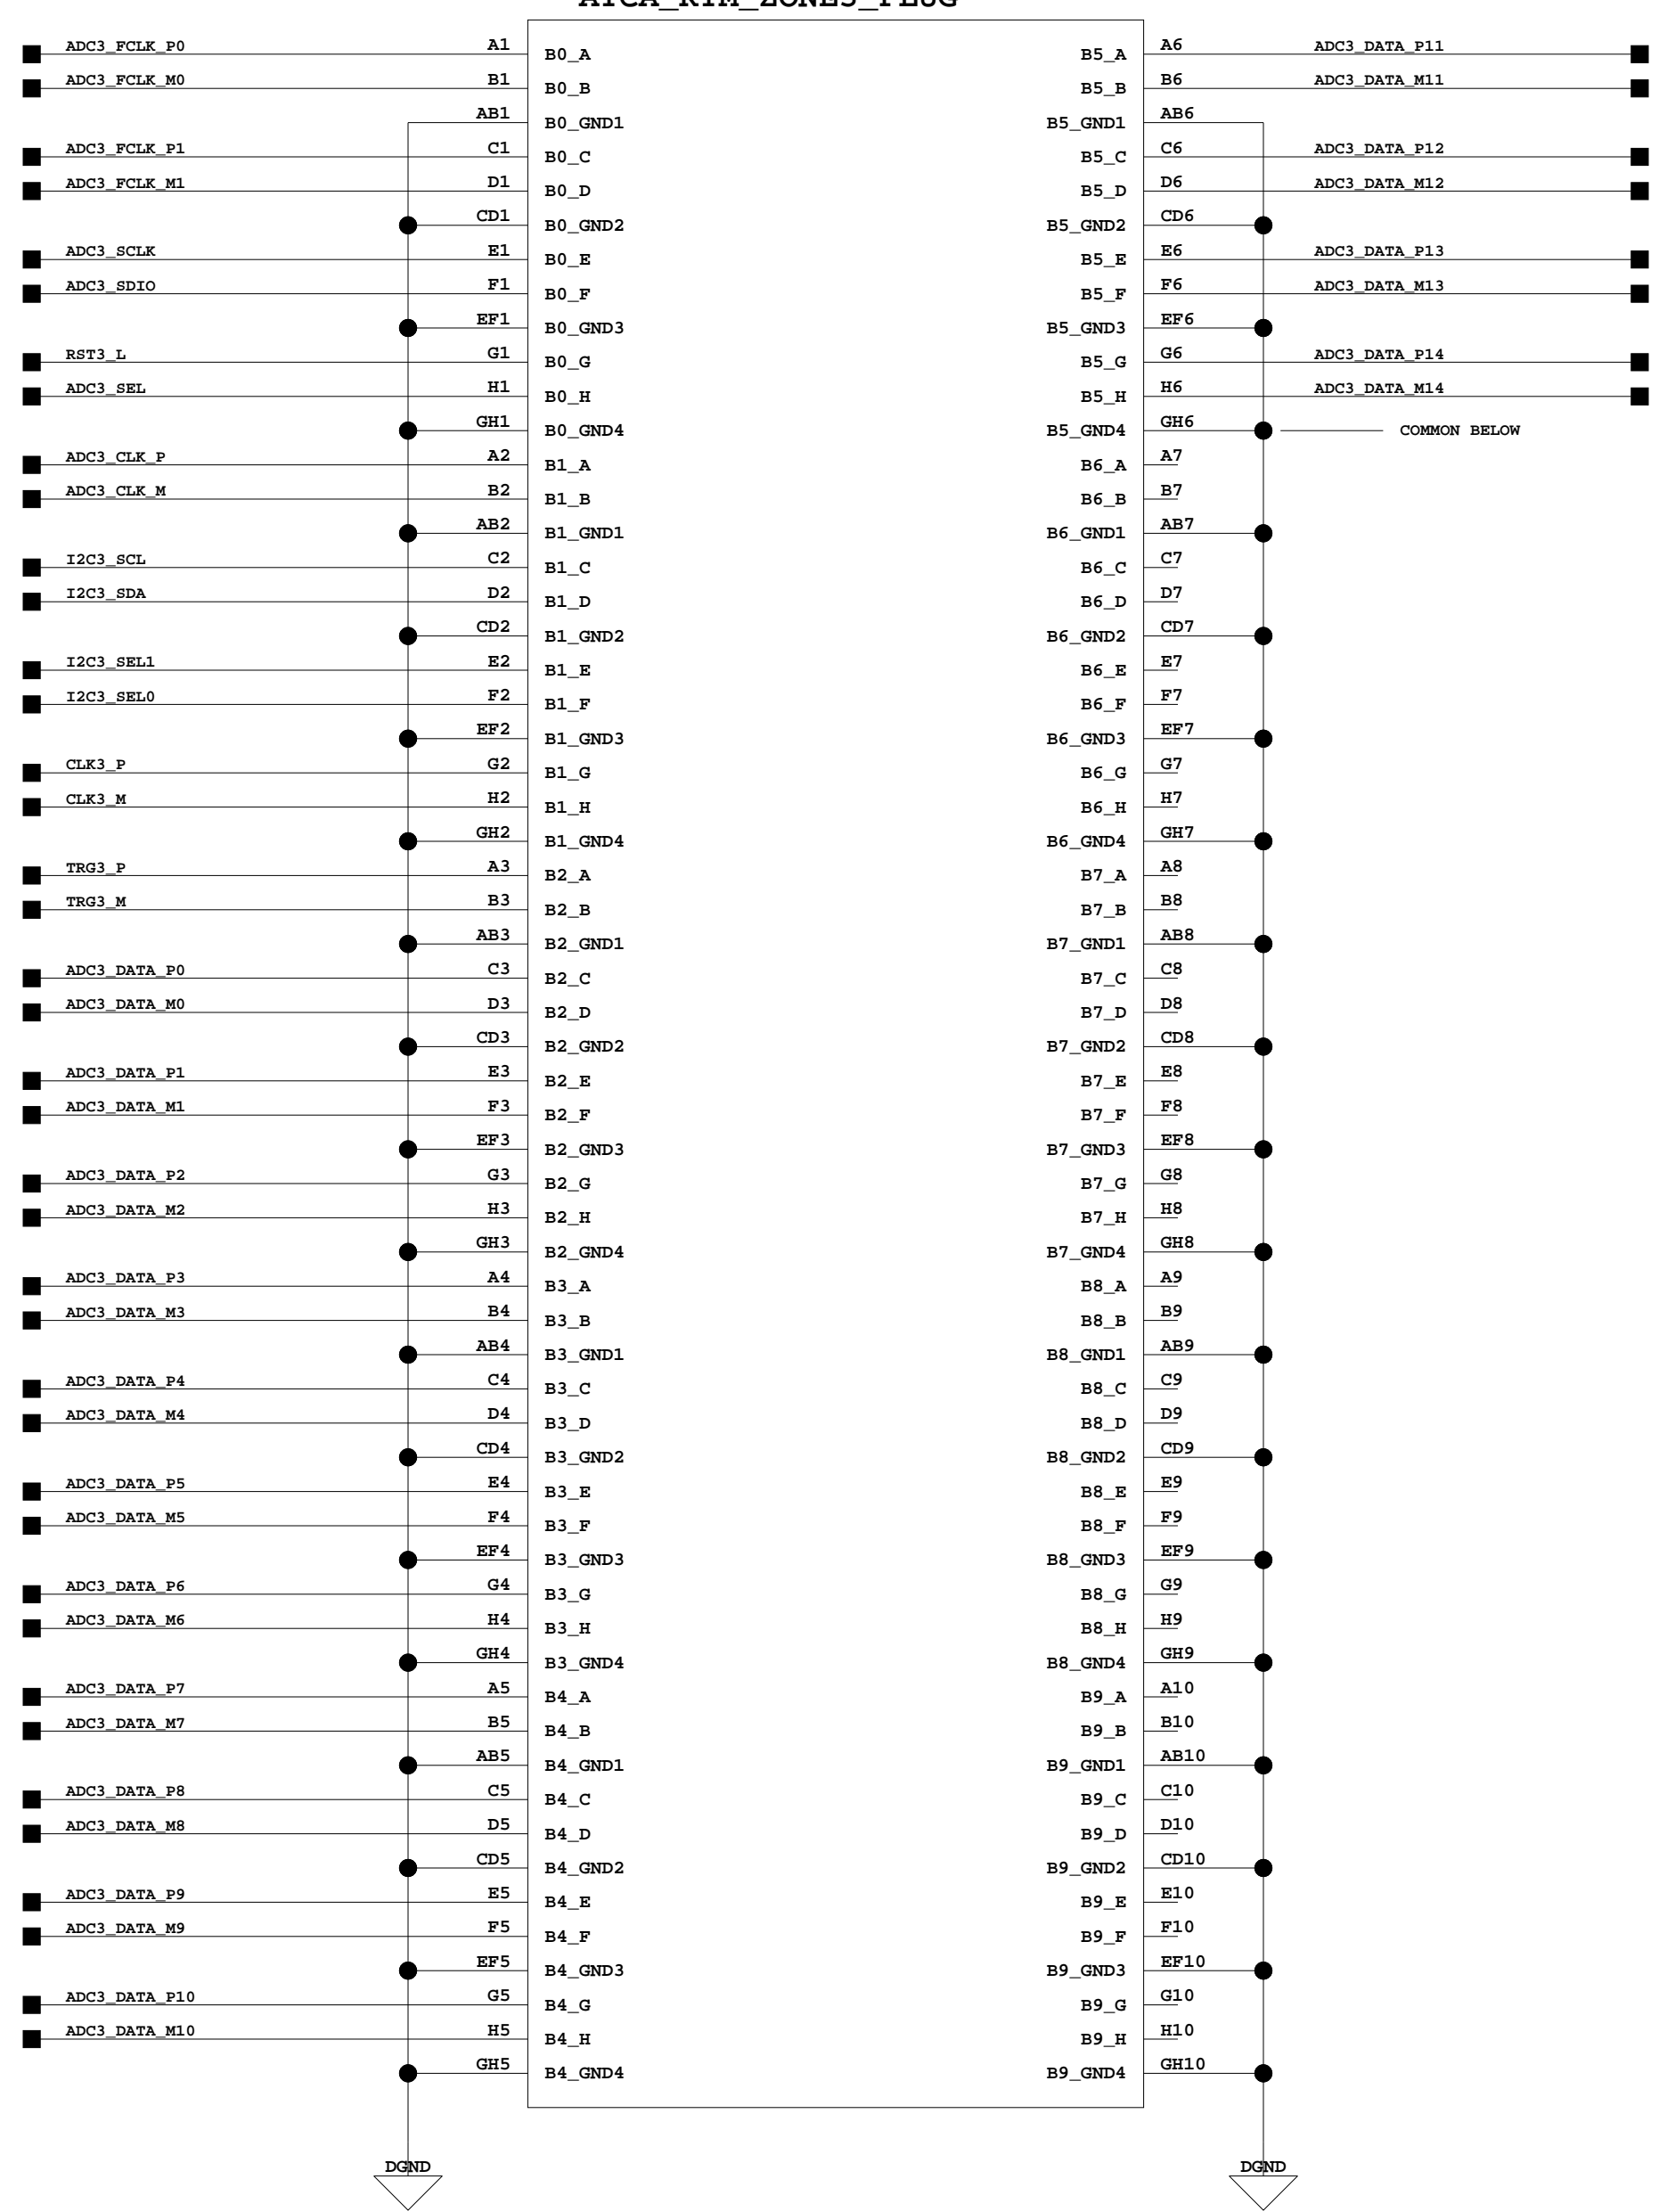 ATCA_RTM_ZONE3_PLUG
ADC3_FCLK_P0 A1 B0_A B5_A A6 ADC3_DATA_P11
ADC3_FCLK_M0 B1 B0_B B5_B B6 ADC3_DATA_M11
AB1 B0_GND1 B5_GND1 AB6
ADC3_FCLK_P1 C1 B0_C B5_C C6 ADC3_DATA_P12
ADC3_FCLK_M1 D1 B0_D B5_D D6 ADC3_DATA_M12
CD1 B0_GND2 B5_GND2 CD6
ADC3_SCLK E1 B0_E B5_E E6 ADC3_DATA_P13
ADC3_SDIO F1 B0_F B5_F F6 ADC3_DATA_M13
EF1 B0_GND3 B5_GND3 EF6
RST3_L G1 B0_G B5_G G6 ADC3_DATA_P14
ADC3_SEL H1 B0_H B5_H H6 ADC3_DATA_M14
GH1 B0_GND4 B5_GND4 GH6 COMMON BELOW
ADC3_CLK_P A2 B1_A B6_A A7
ADC3_CLK_M B2 B1_B B6_B B7
AB2 B1_GND1 B6_GND1 AB7
I2C3_SCL C2 B1_C B6_C C7
I2C3_SDA D2 B1_D B6_D D7
CD2 B1_GND2 B6_GND2 CD7
I2C3_SEL1 E2 B1_E B6_E E7
I2C3_SEL0 F2 B1_F B6_F F7
EF2 B1_GND3 B6_GND3 EF7
CLK3_P G2 B1_G B6_G G7
CLK3_M H2 B1_H B6_H H7
GH2 B1_GND4 B6_GND4 GH7
TRG3_P A3 B2_A B7_A A8
TRG3_M B3 B2_B B7_B B8
AB3 B2_GND1 B7_GND1 AB8
ADC3_DATA_P0 C3 B2_C B7_C C8
ADC3_DATA_M0 D3 B2_D B7_D D8
CD3 B2_GND2 B7_GND2 CD8
ADC3_DATA_P1 E3 B2_E B7_E E8
ADC3_DATA_M1 F3 B2_F B7_F F8
EF3 B2_GND3 B7_GND3 EF8
ADC3_DATA_P2 G3 B2_G B7_G G8
ADC3_DATA_M2 H3 B2_H B7_H H8
GH3 B2_GND4 B7_GND4 GH8
ADC3_DATA_P3 A4 B3_A B8_A A9
ADC3_DATA_M3 B4 B3_B B8_B B9
AB4 B3_GND1 B8_GND1 AB9
ADC3_DATA_P4 C4 B3_C B8_C C9
ADC3_DATA_M4 D4 B3_D B8_D D9
CD4 B3_GND2 B8_GND2 CD9
ADC3_DATA_P5 E4 B3_E B8_E E9
ADC3_DATA_M5 F4 B3_F B8_F F9
EF4 B3_GND3 B8_GND3 EF9
ADC3_DATA_P6 G4 B3_G B8_G G9
ADC3_DATA_M6 H4 B3_H B8_H H9
GH4 B3_GND4 B8_GND4 GH9
ADC3_DATA_P7 A5 B4_A B9_A A10
ADC3_DATA_M7 B5 B4_B B9_B B10
AB5 B4_GND1 B9_GND1 AB10
ADC3_DATA_P8 C5 B4_C B9_C C10
ADC3_DATA_M8 D5 B4_D B9_D D10
CD5 B4_GND2 B9_GND2 CD10
ADC3_DATA_P9 E5 B4_E B9_E E10
ADC3_DATA_M9 F5 B4_F B9_F F10
EF5 B4_GND3 B9_GND3 EF10
ADC3_DATA_P10 G5 B4_G B9_G G10
ADC3_DATA_M10 H5 B4_H B9_H H10
GH5 B4_GND4 B9_GND4 GH10
DGND DGND